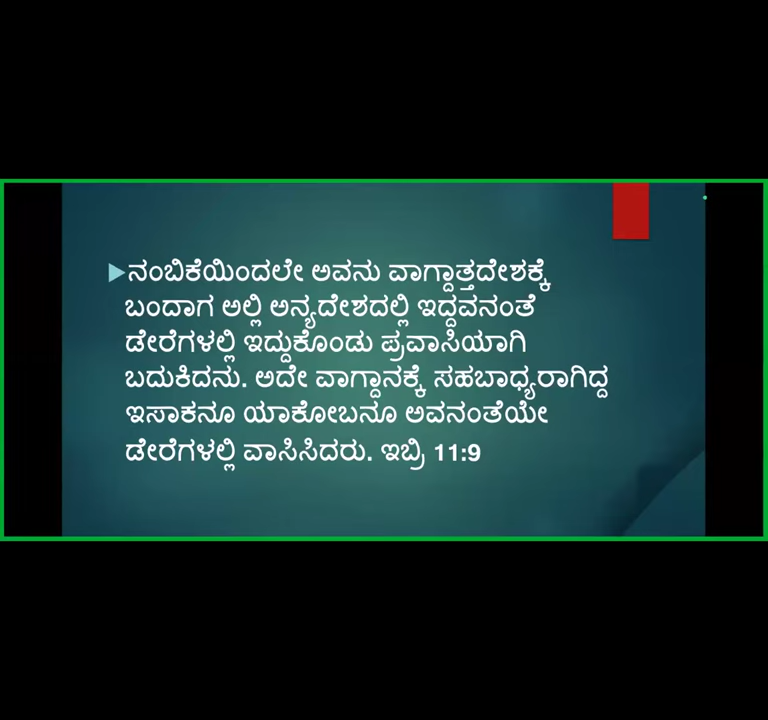 ನಂಬಿಕೆಯಿಂದಲೇ ಅವನು ವಾಗ್ದಾತ್ತದೇಶಕ್ಕೆ
ಬಂದಾಗ ಅಲ್ಲಿ ಅನ್ಯದೇಶದಲ್ಲಿ ಇದ್ದವನಂತೆ
ಡೇರೆಗಳಲ್ಲಿ ಇದ್ದುಕೊಂಡು ಪ್ರವಾಸಿಯಾಗಿ
ಬದುಕಿದನು. ಅದೇ ವಾಗ್ದಾನಕ್ಕೆ ಸಹಬಾಧ್ಯರಾಗಿದ್ದ
ಇಸಾಕನೂ ಯಾಕೋಬನೂ ಅವನಂತೆಯೇ
ಡೇರೆಗಳಲ್ಲಿ ವಾಸಿಸಿದರು. ಇಬ್ರಿ 11:9